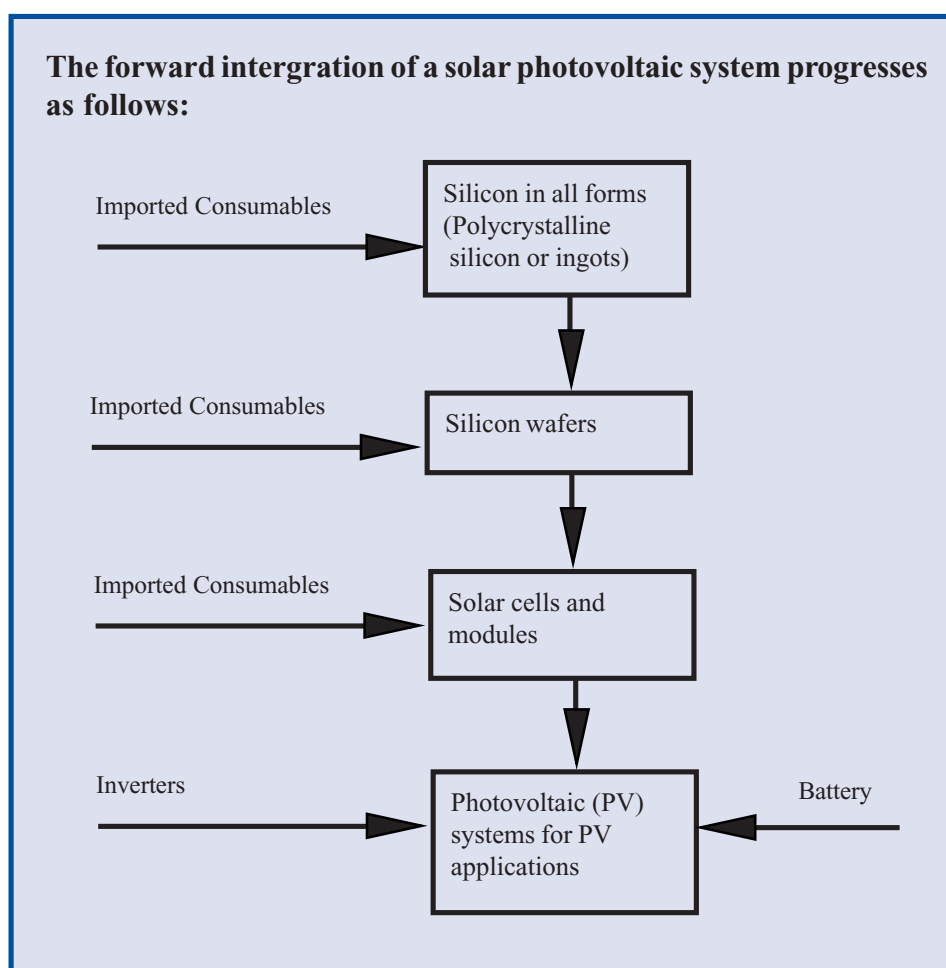 The forward intergration of a solar photovoltaic system progresses
as follows:
Imported Consumables
Silicon in all forms
(Polycrystalline
silicon or ingots)
Imported Consumables
Silicon wafers
Imported Consumables
Solar cells and
modules
Inverters
Photovoltaic (PV)
systems for PV
applications
Battery